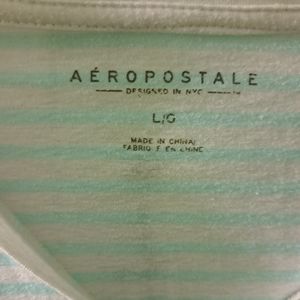 AÉROPOSTALE
DESIGNED IN NYC
L/G
MADE IN CHINA/
FABRIQUÉ EN CHINE